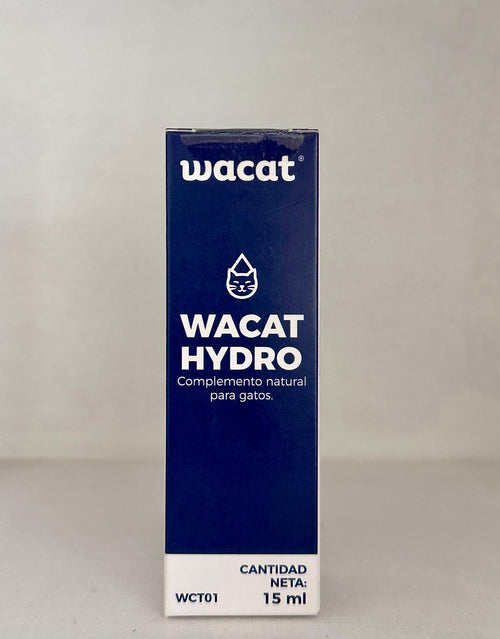 wacat®
WACAT
HYDRO
Complemento natural
para gatos.
CANTIDAD
NETA:
WCT01 15 ml